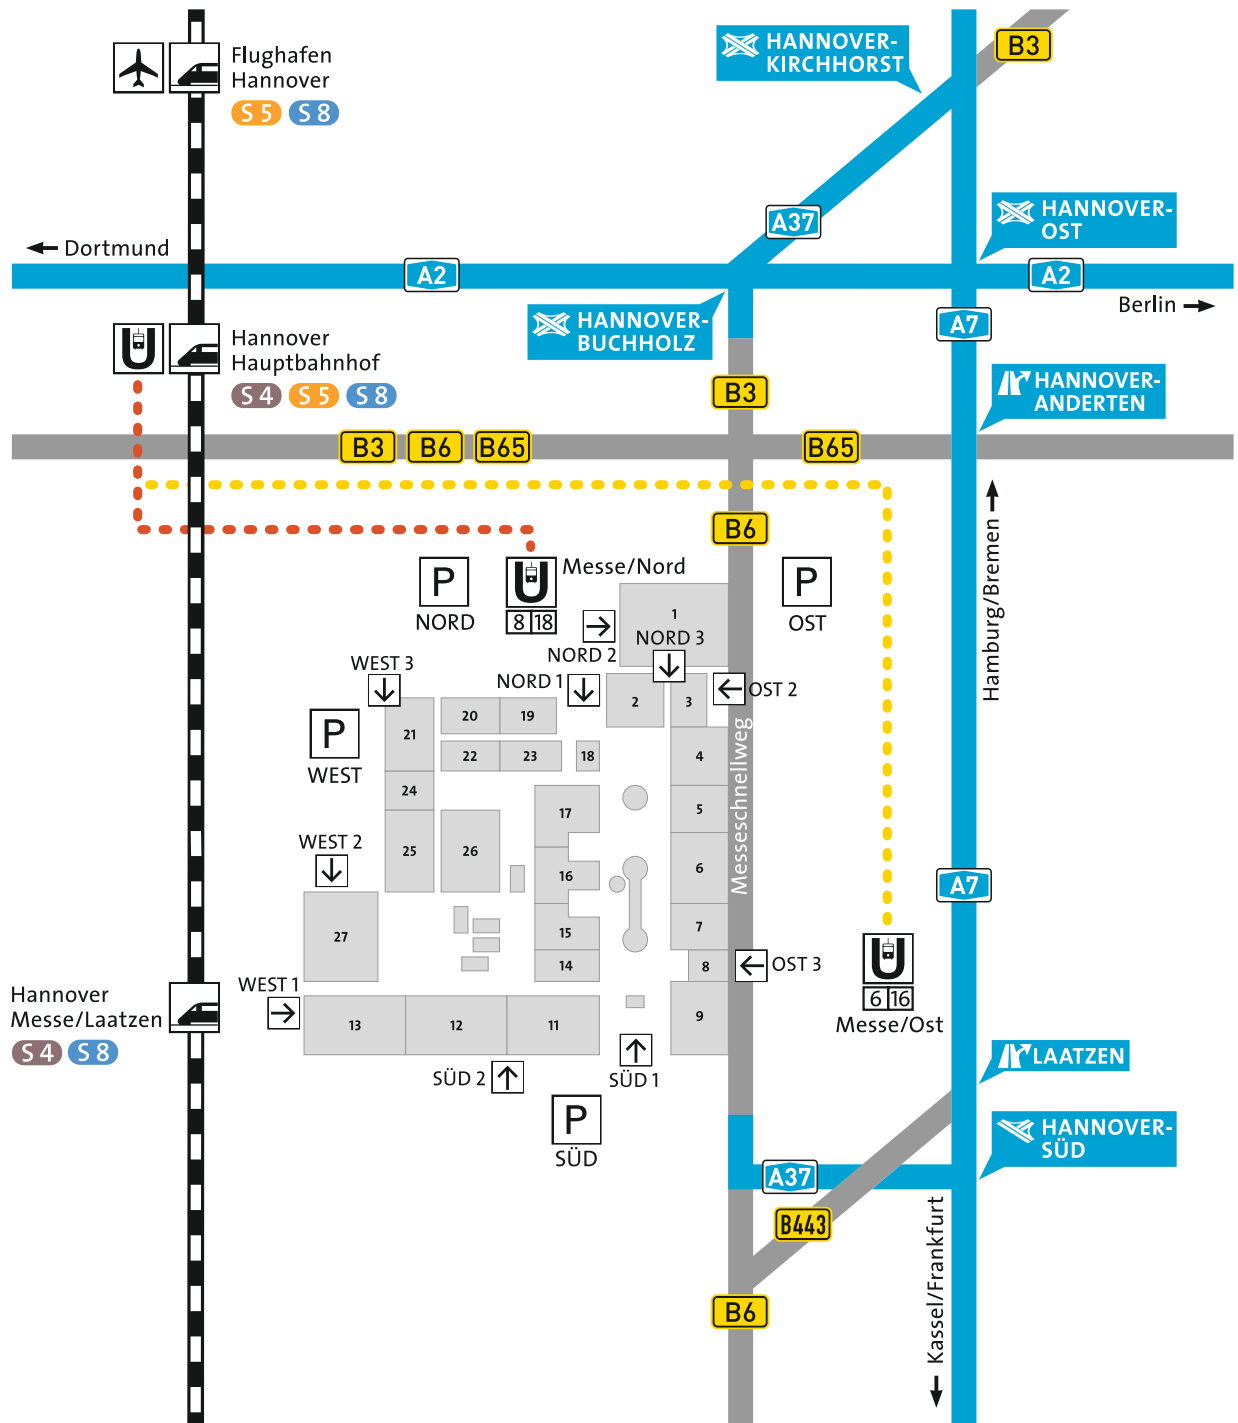 HANNOVER-
KIRCHHORST
B3
Flughafen
Hannover
S 5 S 8
A37
HANNOVER-
OST
Dortmund
A2
A2
Berlin
HANNOVER-
BUCHHOLZ
A7
Hannover
Hauptbahnhof
S 4 S 5 S 8
B3
HANNOVER-
ANDERTEN
B3 B6 B65
B65
B6
Hamburg/Bremen
P
NORD
U
8 18
Messe/Nord
P
OST
1
NORD 2
NORD 3
WEST 3
NORD 1
OST 2
2
3
20
19
21
P
WEST
22
23
18
4
Messeschnellweg
24
17
5
WEST 2
25
26
16
6
A7
27
15
7
14
8
OST 3
U
6 16
Messe/Ost
Hannover
Messe/Laatzen
S 4 S 8
WEST 1
13
12
11
9
SÜD 2
SÜD 1
LAATZEN
P
SÜD
HANNOVER-
SÜD
A37
B443
B6
Kassel/Frankfurt
U